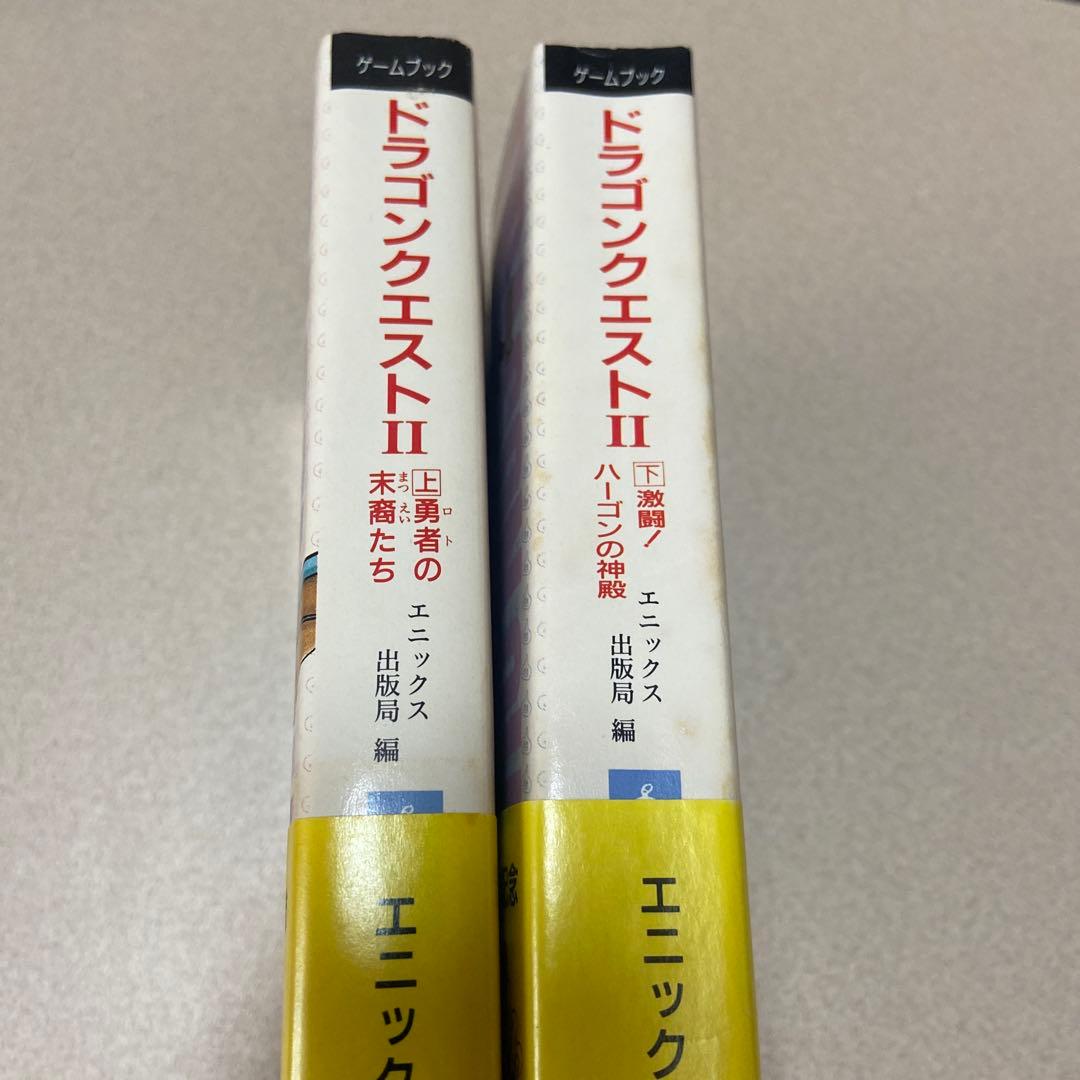 ゲームブック
ドラゴンクエストII
上勇者の
ロト
末裔たち
まつえい
エニックス
出版局 編
エニック
ゲームブック
ドラゴンクエストII
下激闘!
ハーゴンの神殿
エニックス
出版局 編
念
エニック